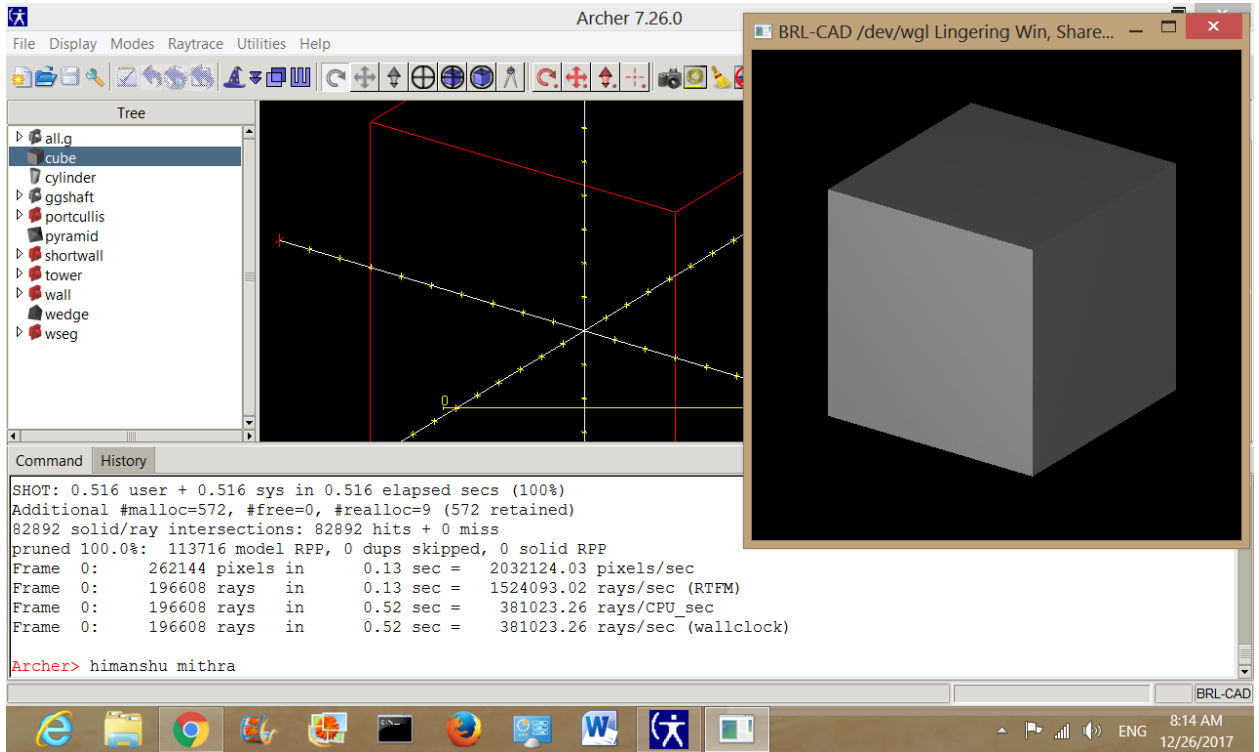 Archer 7.26.0
File Display Modes Raytrace Utilities Help
BRL-CAD /dev/wgl Lingering Win, Share...
Tree
all.g
cube
cylinder
ggshaft
portcullis
pyramid
shortwall
tower
wall
wedge
wseg
0
Command History
SHOT: 0.516 user + 0.516 sys in 0.516 elapsed secs (100%)
Additional #malloc=572, #free=0, #realloc=9 (572 retained)
82892 solid/ray intersections: 82892 hits + 0 miss
pruned 100.0%: 113716 model RPP, 0 dups skipped, 0 solid RPP
Frame 0: 262144 pixels in 0.13 sec = 2032124.03 pixels/sec
Frame 0: 196608 rays in 0.13 sec = 1524093.02 rays/sec (RTFM)
Frame 0: 196608 rays in 0.52 sec = 381023.26 rays/CPU_sec
Frame 0: 196608 rays in 0.52 sec = 381023.26 rays/sec (wallclock)
Archer> himanshu mithra
BRL-CAD
ENG
8:14 AM
12/26/2017